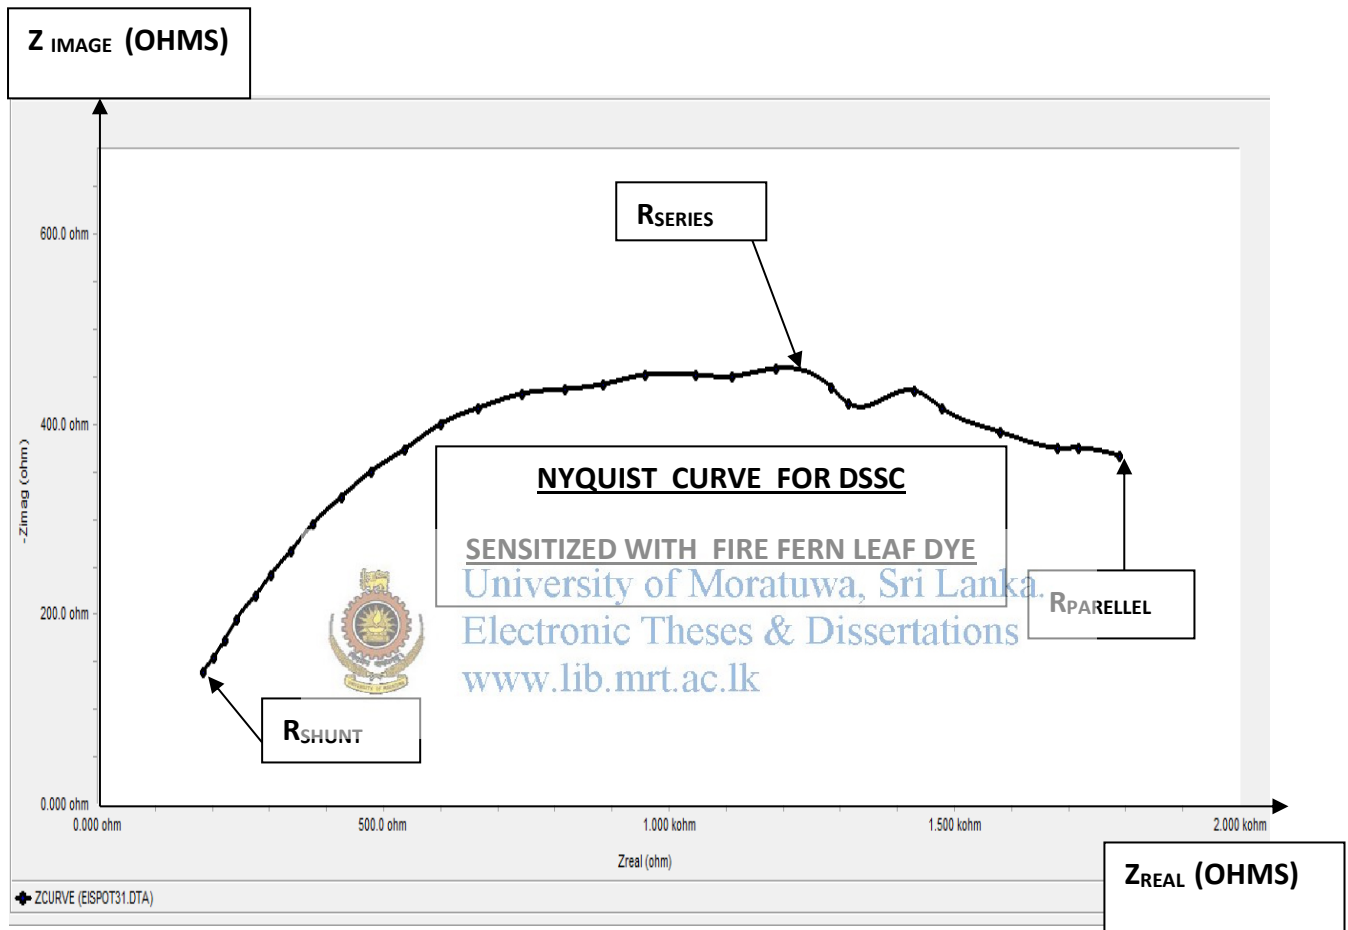 Z IMAGE (OHMS)
RSERIES
600.0 ohm
400.0 ohm
-Zimag (ohm)
NYQUIST CURVE FOR DSSC
SENSITIZED WITH FIRE FERN LEAF DYE
University of Moratuwa, Sri Lanka.
Electronic Theses & Dissertations
www.lib.mrt.ac.lk
RPARELLEL
200.0 ohm
RSHUNT
0.000 ohm
0.000 ohm 500.0 ohm 1.000 kohm 1.500 kohm 2.000 kohm
Zreal (ohm)
ZREAL (OHMS)
ZCURVE (EISPOT31.DTA)